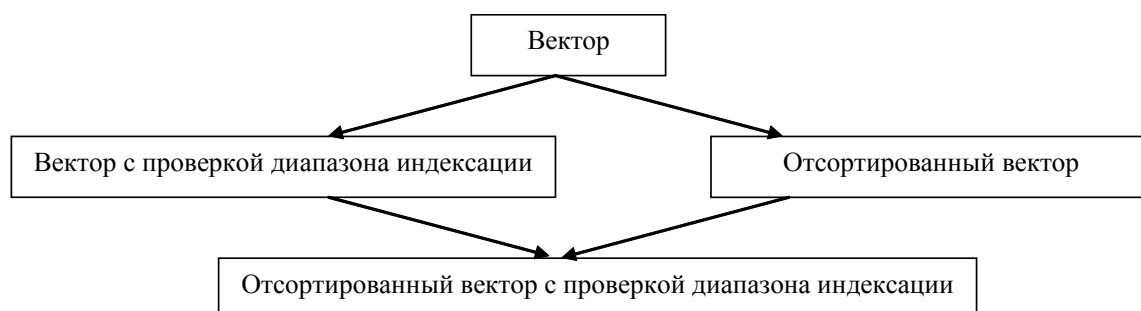 Вектор
Вектор с проверкой диапазона индексации
Отсортированный вектор
Отсортированный вектор с проверкой диапазона индексации